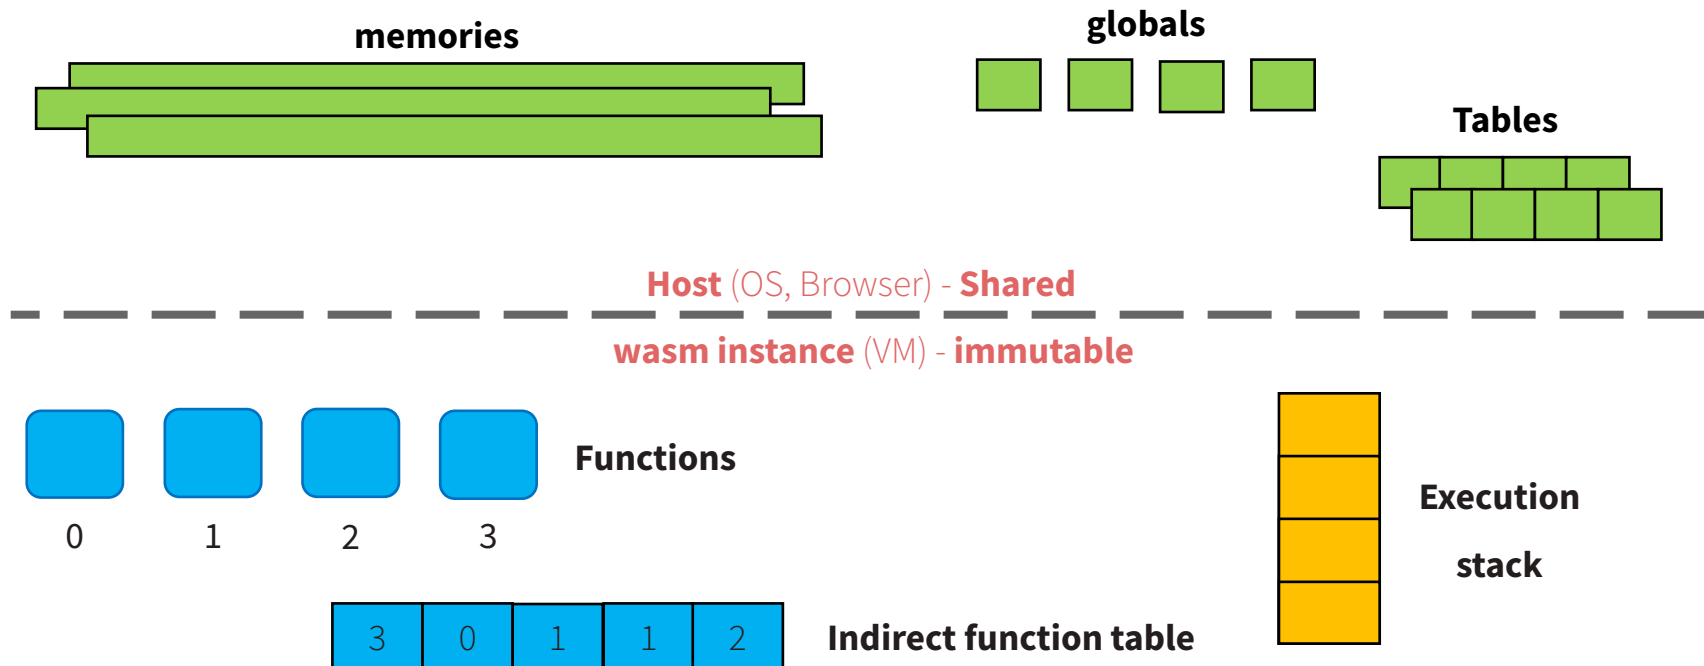 memories
globals
Tables
Host (OS, Browser) - Shared
wasm instance (VM) - immutable
Functions
0 1 2 3
Execution
stack
3 0 1 1 2
Indirect function table